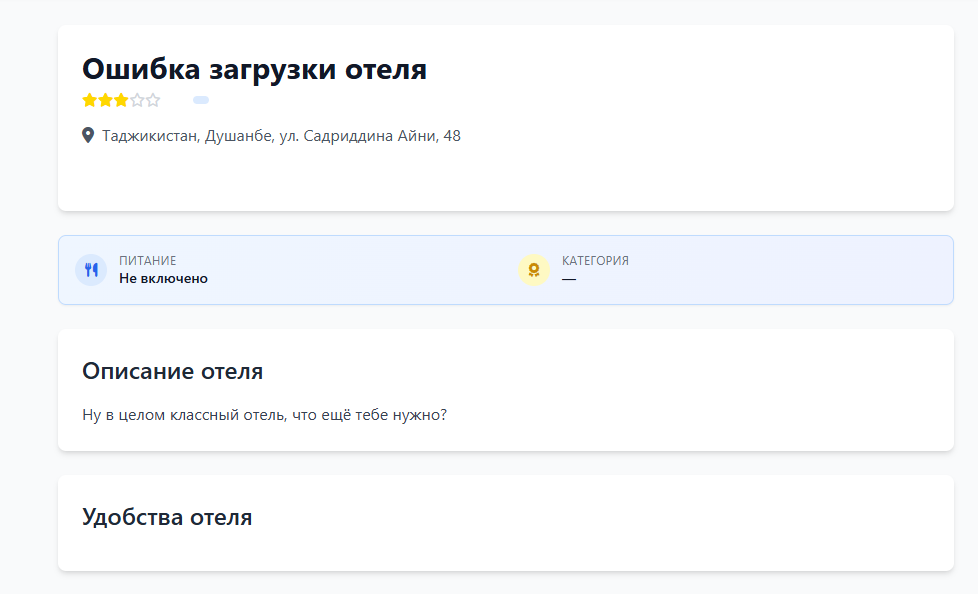 Ошибка загрузки отеля
Таджикистан, Душанбе, ул. Садриддина Айни, 48
ПИТАНИЕ
Не включено
КАТЕГОРИЯ
—
Описание отеля
Ну в целом классный отель, что ещё тебе нужно?
Удобства отеля